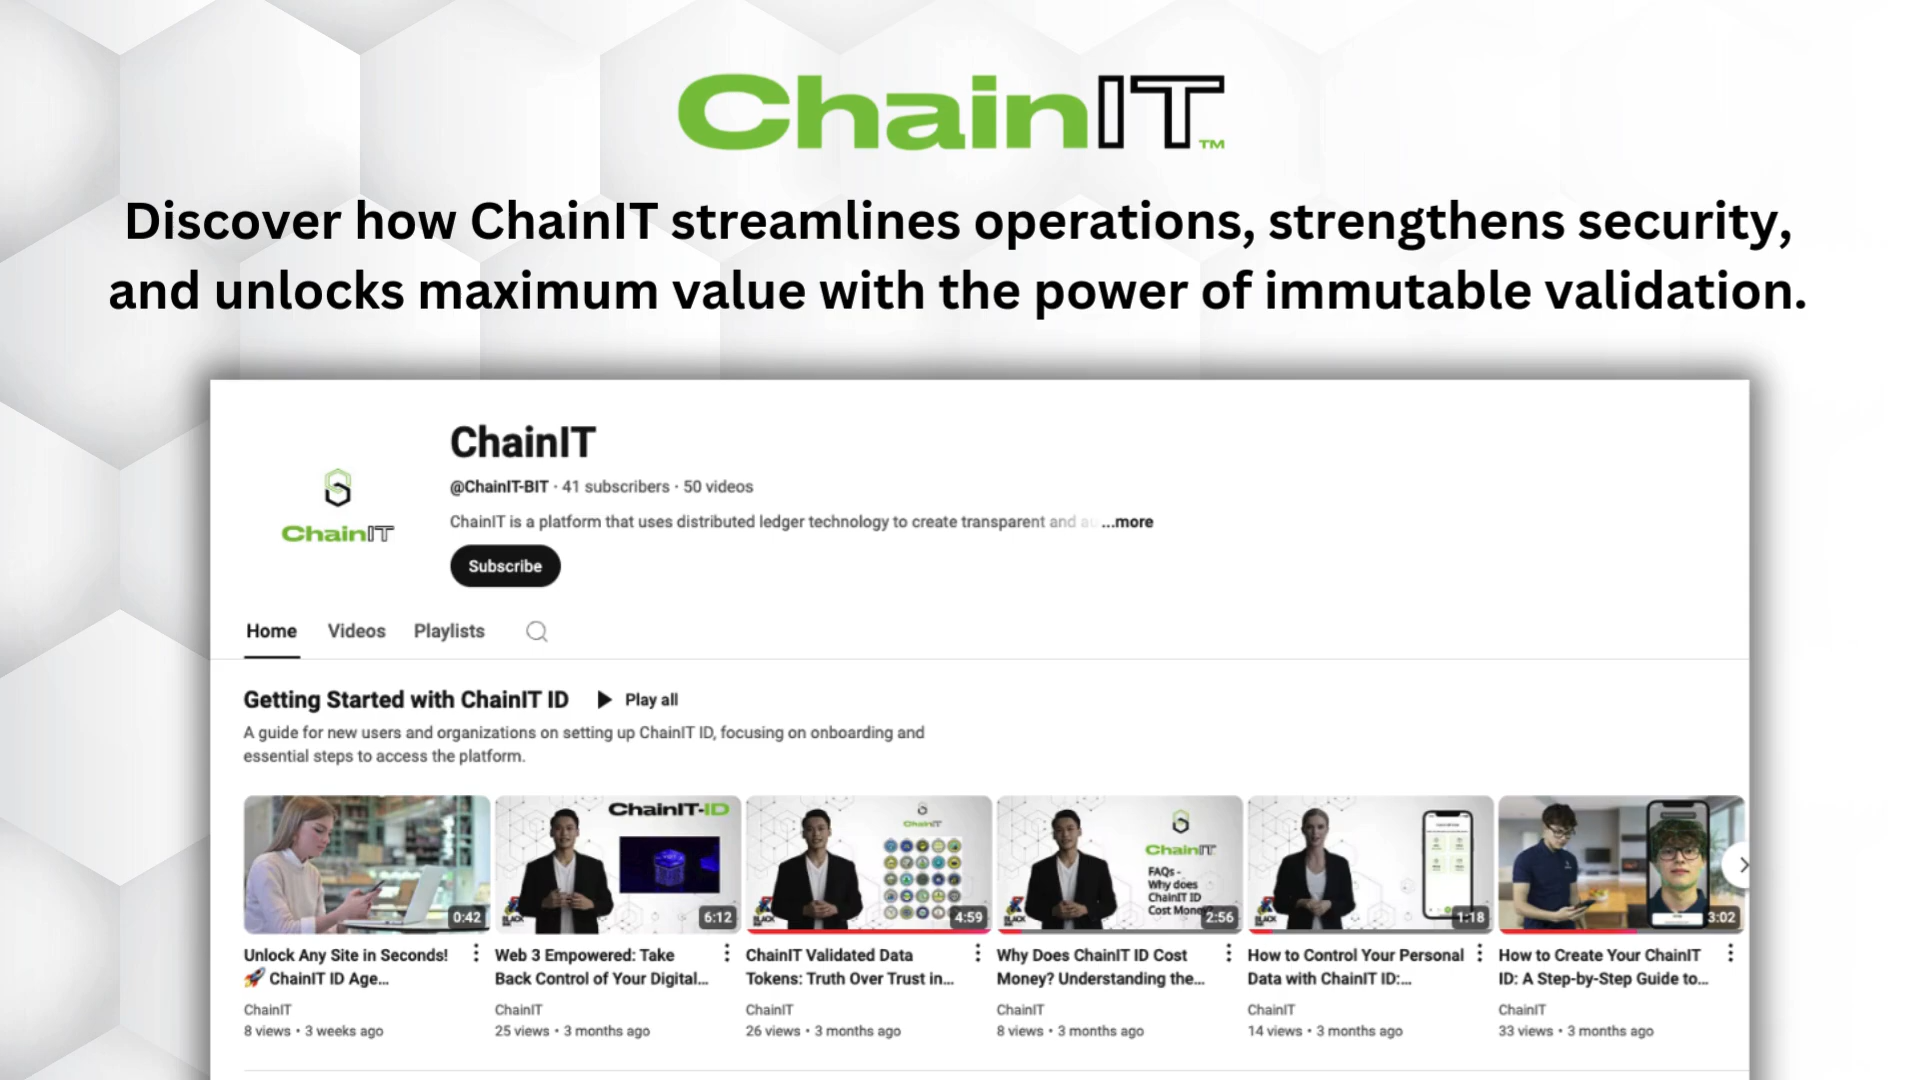 ChainIT™
Discover how ChainIT streamlines operations, strengthens security,
and unlocks maximum value with the power of immutable validation.
ChainIT
ChainIT
@ChainIT-BIT · 41 subscribers · 50 videos
ChainIT is a platform that uses distributed ledger technology to create transparent and ...more
Subscribe
Home Videos Playlists
Getting Started with ChainIT ID Play all
A guide for new users and organizations on setting up ChainIT ID, focusing on onboarding and
essential steps to access the platform.
0:42
ChainIT-ID
BLACK
6:12
ChainIT
BLACK
4:59
ChainIT
FAQs -
Why does
ChainIT ID
Cost Money
BLACK
2:56
BLACK
1:18
3:02
Unlock Any Site in Seconds!
🚀 ChainIT ID Age...
ChainIT
8 views • 3 weeks ago
Web 3 Empowered: Take
Back Control of Your Digital...
ChainIT
25 views • 3 months ago
ChainIT Validated Data
Tokens: Truth Over Trust in...
ChainIT
26 views • 3 months ago
Why Does ChainIT ID Cost
Money? Understanding the...
ChainIT
8 views • 3 months ago
How to Control Your Personal
Data with ChainIT ID:...
ChainIT
14 views • 3 months ago
How to Create Your ChainIT
ID: A Step-by-Step Guide to...
ChainIT
33 views • 3 months ago